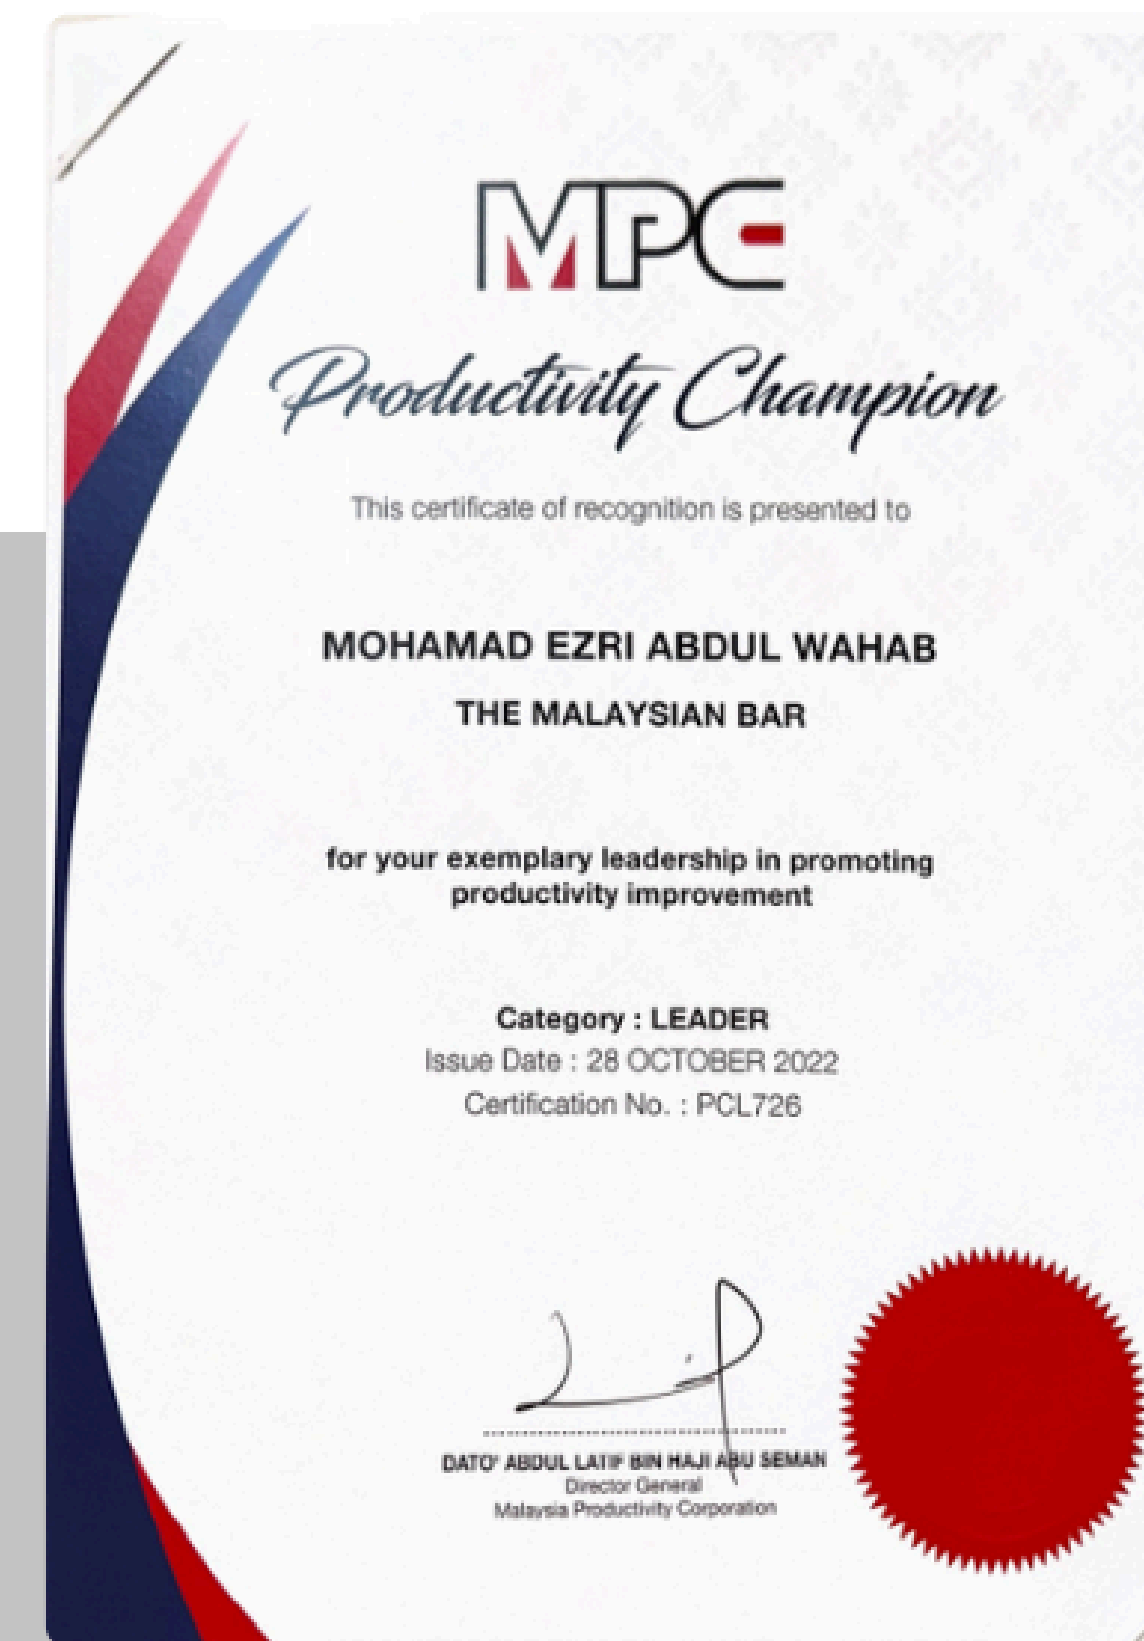 MPC
Productivity Champion
This certificate of recognition is presented to
MOHAMAD EZRI ABDUL WAHAB
THE MALAYSIAN BAR
for your exemplary leadership in promoting
productivity improvement
Category : LEADER
Issue Date : 28 OCTOBER 2022
Certification No. : PCL726
DATO' ABDUL LATIF BIN HAJI ABU SEMAN
Director General
Malaysia Productivity Corporation